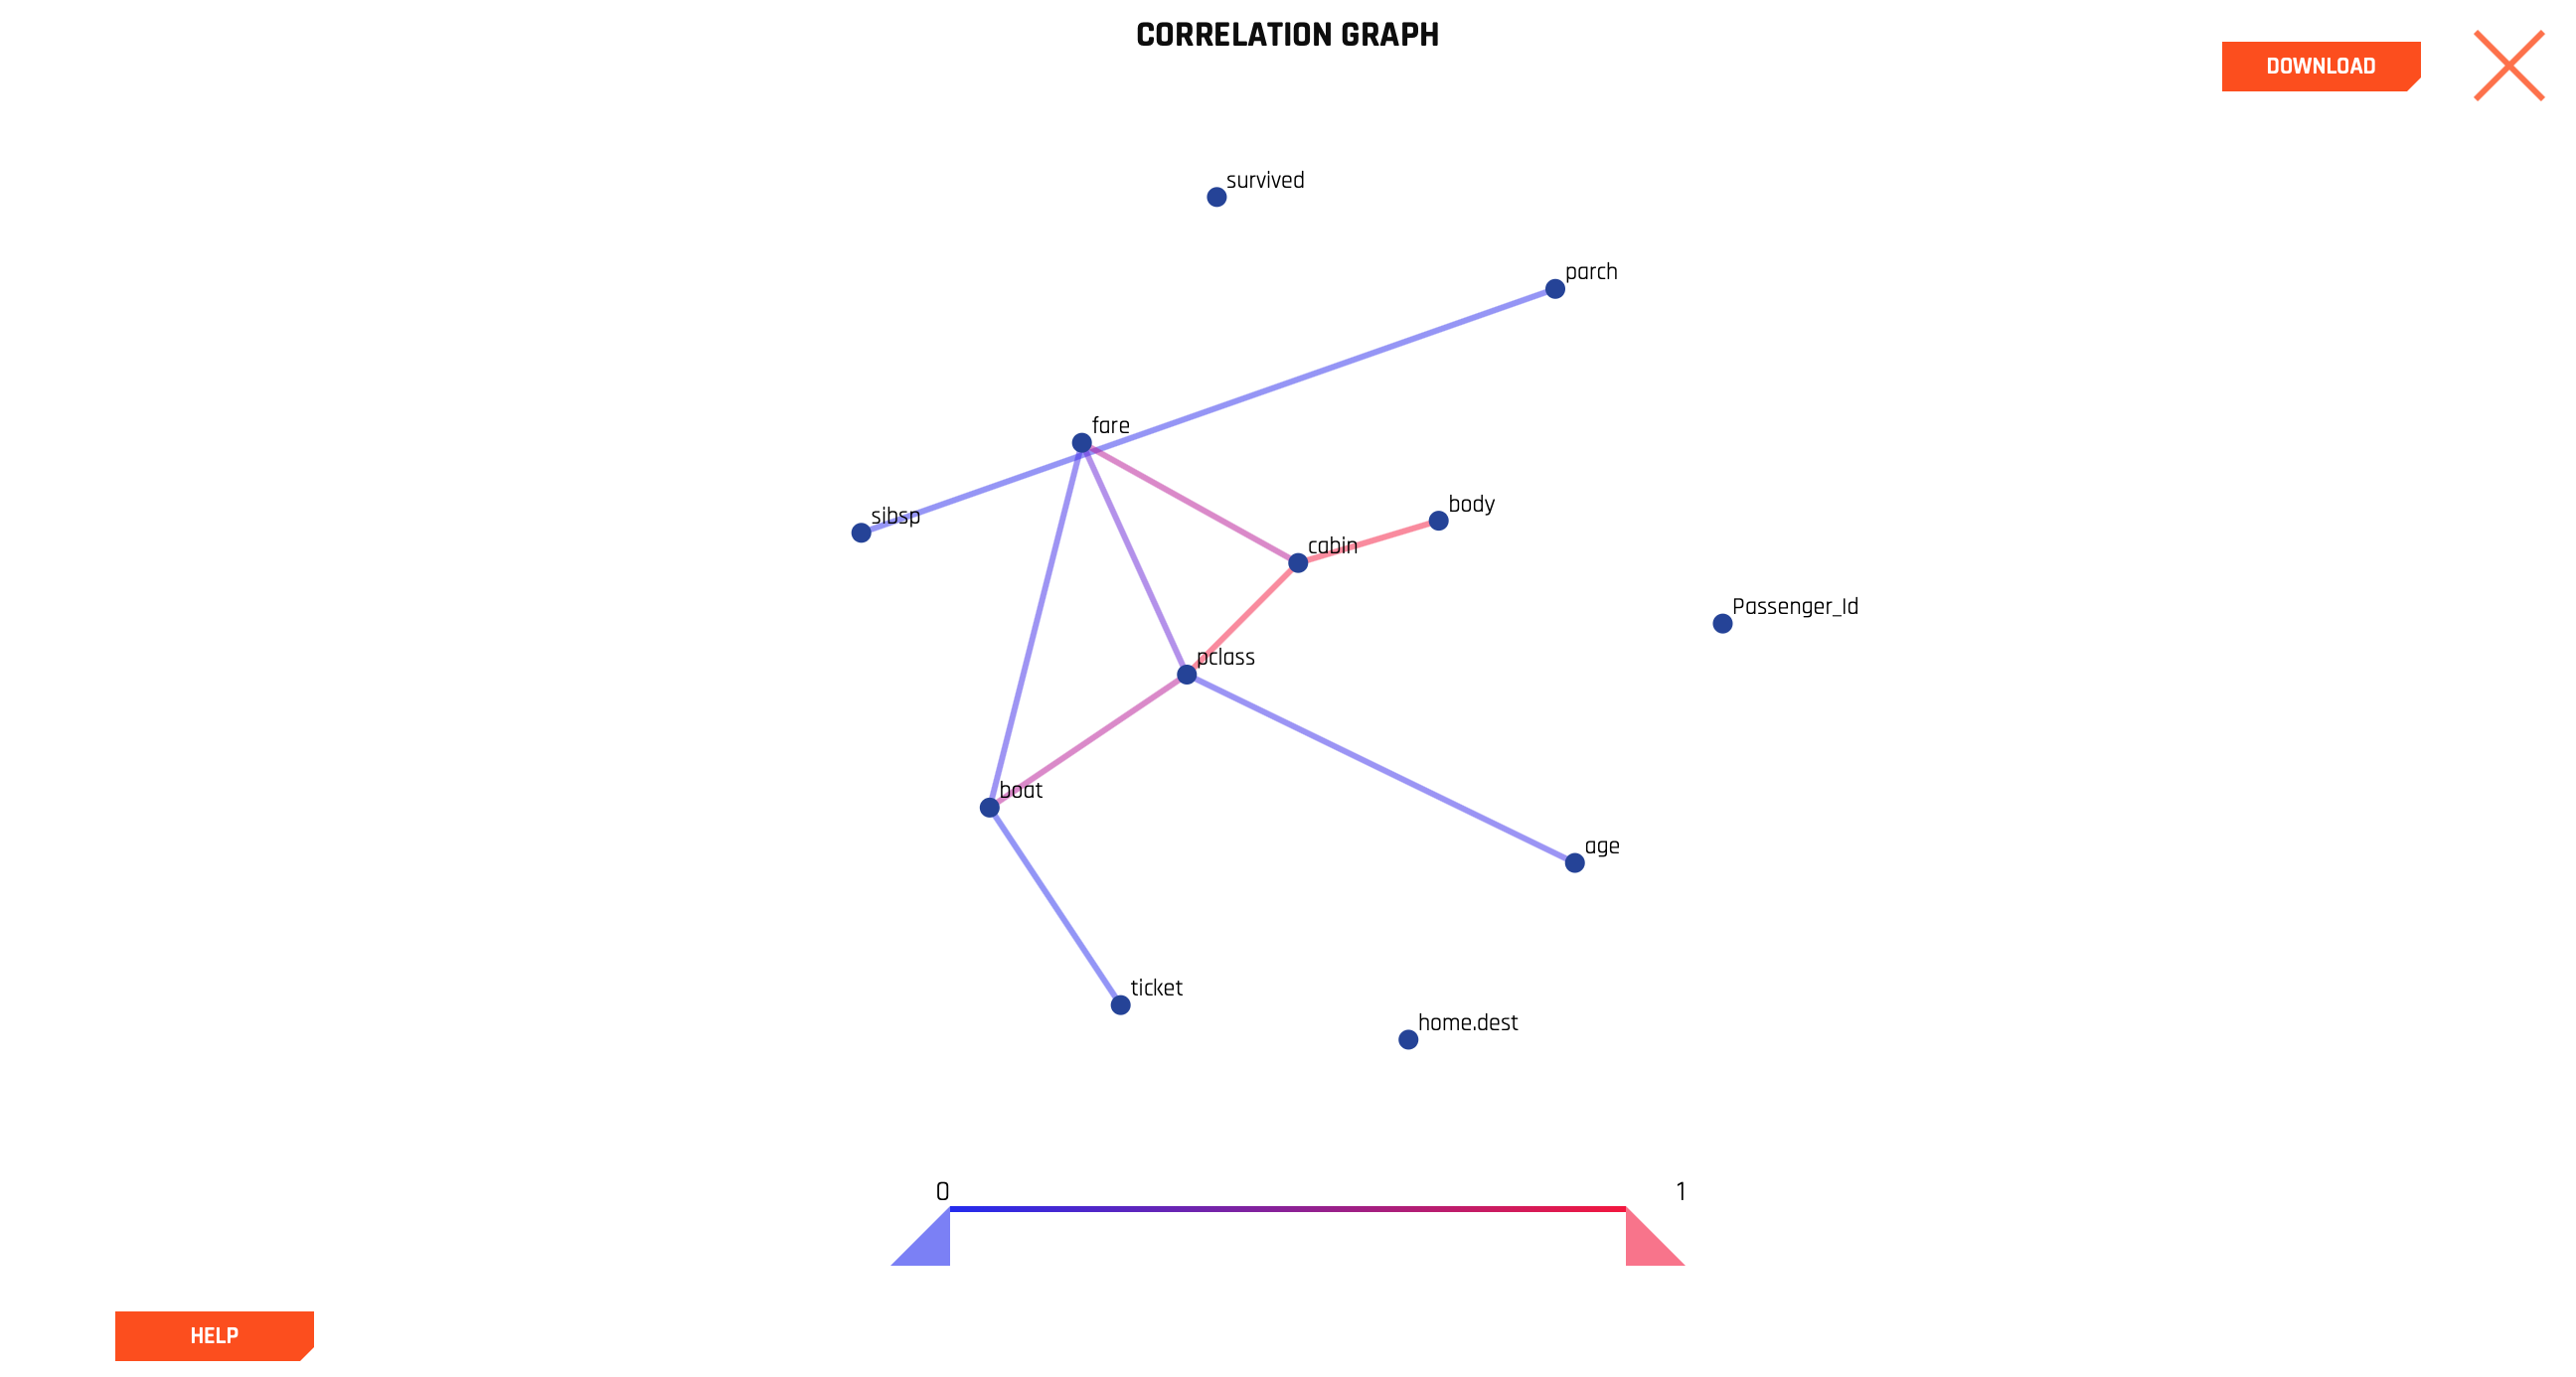 CORRELATION GRAPH
DOWNLOAD
survived
parch
fare
body
sibsp
cabin
Passenger_Id
pclass
boat
age
ticket
home.dest
0
1
HELP